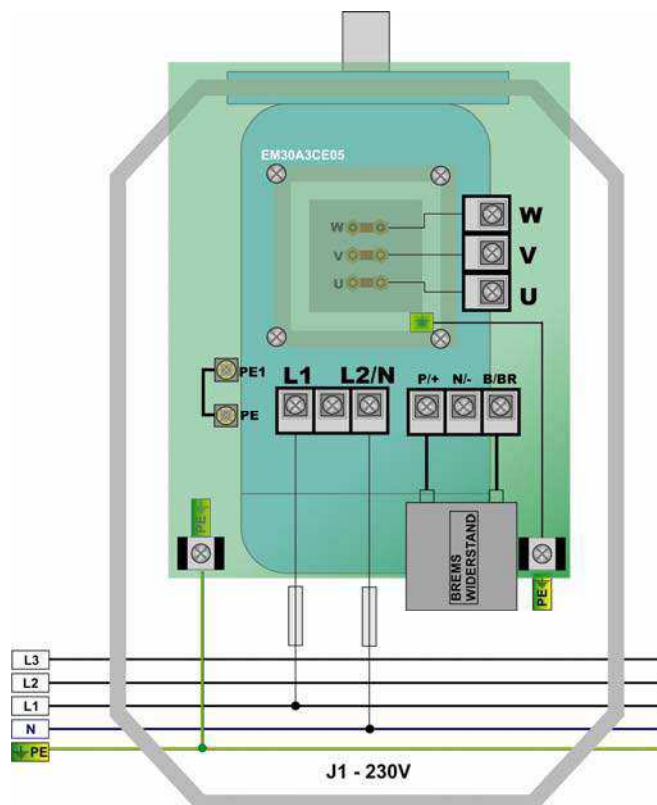 EM30A3CE05
W
W
V
V
U
U
PE1
L1 L2/N
P/+ N/- B/BR
PE
PE
BREMS
WIDERSTAND
PE
L3
L2
L1
N
PE
J1 - 230V